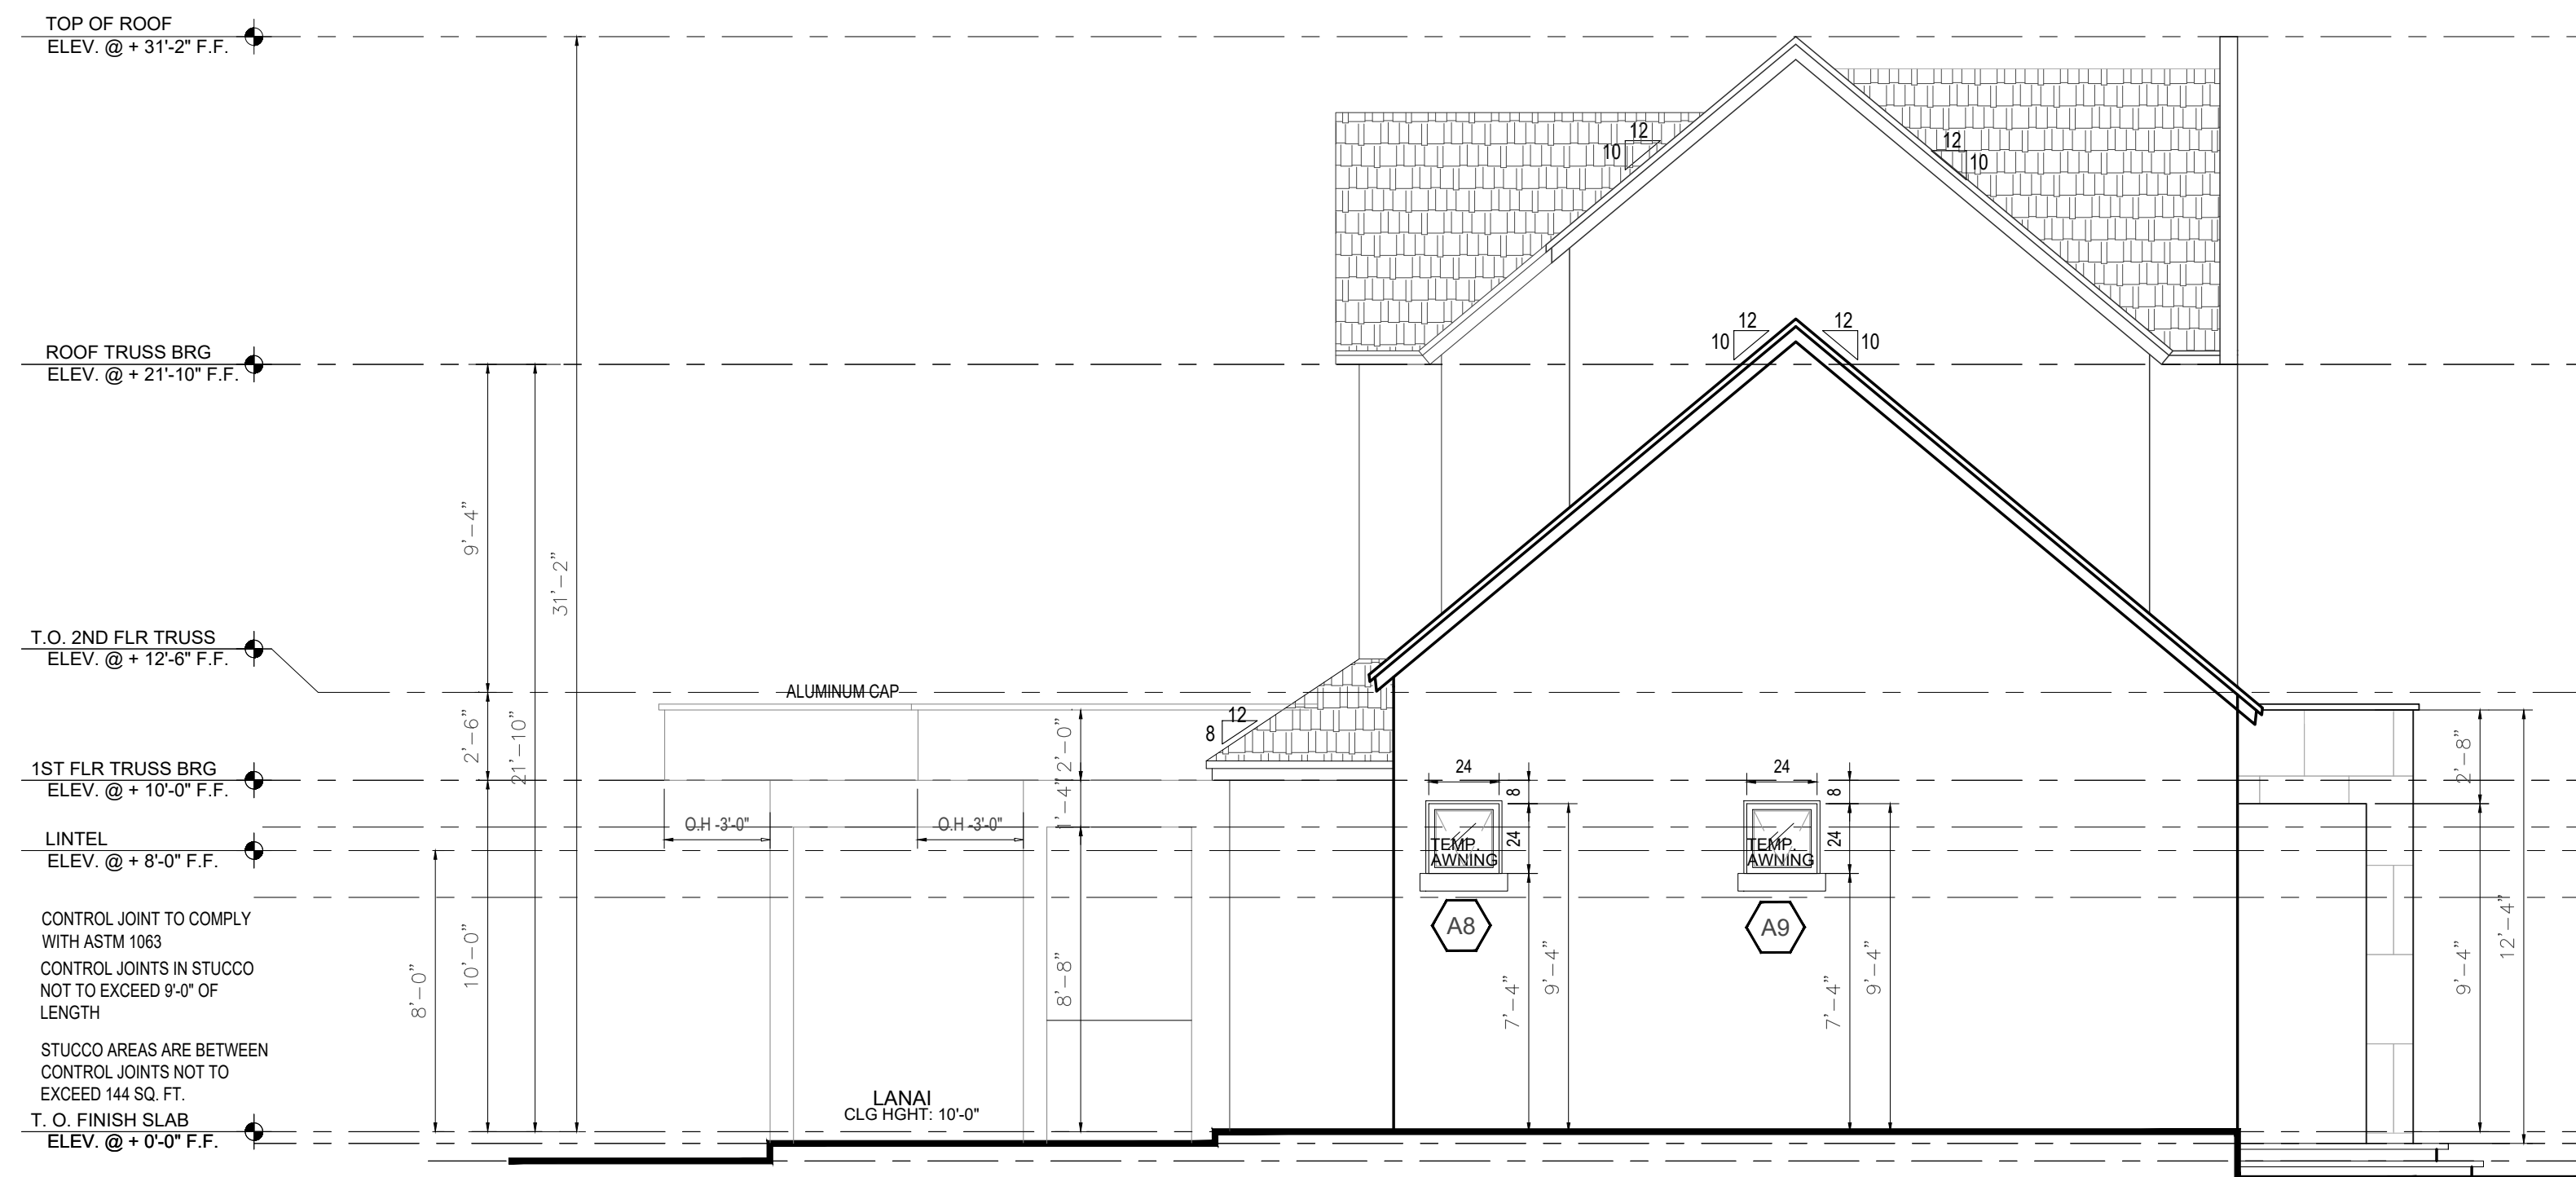 TOP OF ROOF
ELEV. @ + 31'-2" F.F.
12
10
12
10
12
10
12
10
ROOF TRUSS BRG
ELEV. @ + 21'-10" F.F.
9'-4"
31'-2"
T.O. 2ND FLR TRUSS
ELEV. @ + 12'-6" F.F.
ALUMINUM CAP
2'-6"
21'-10"
2'-0"
12
8
2'-8"
1ST FLR TRUSS BRG
ELEV. @ + 10'-0" F.F.
24
8
24
8
O.H -3'-0"
O.H -3'-0"
1'-4"
LINTEL
ELEV. @ + 8'-0" F.F.
TEMP.
AWNING
24
TEMP.
AWNING
24
A8
A9
CONTROL JOINT TO COMPLY
WITH ASTM 1063
CONTROL JOINTS IN STUCCO
NOT TO EXCEED 9'-0" OF
LENGTH
8'-0"
10'-0"
8'-8"
7'-4"
9'-4"
7'-4"
9'-4"
9'-4"
12'-4"
STUCCO AREAS ARE BETWEEN
CONTROL JOINTS NOT TO
EXCEED 144 SQ. FT.
LANAI
CLG HGHT: 10'-0"
T. O. FINISH SLAB
ELEV. @ + 0'-0" F.F.